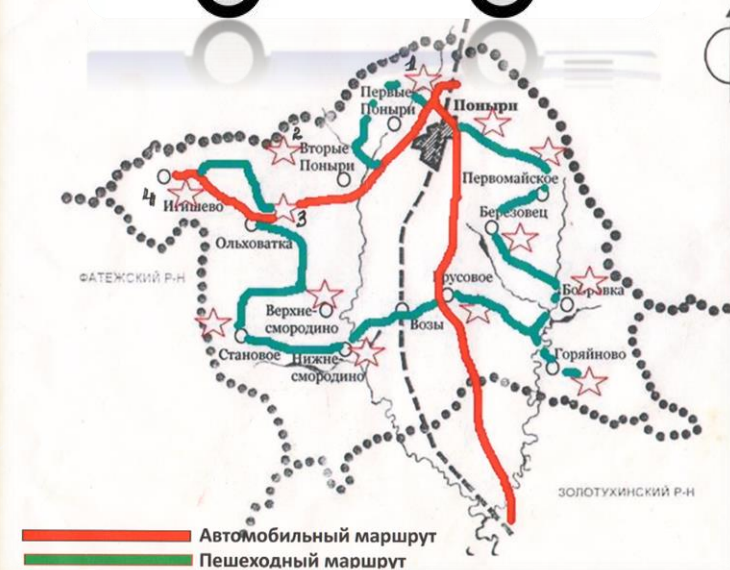 1
Первые
Поныри
Поныри
2
Вторые
Поныри
Первомайское
4
Игишево
3
Березовец
Ольховатка
ФАТЕЖСКИЙ Р-Н
Брусовое
Бобровка
Верхне-
смородино
Возы
Становое
Нижне-
смородино
Горяйново
ЗОЛОТУХИНСКИЙ Р-Н
Автомобильный маршрут
Пешеходный маршрут